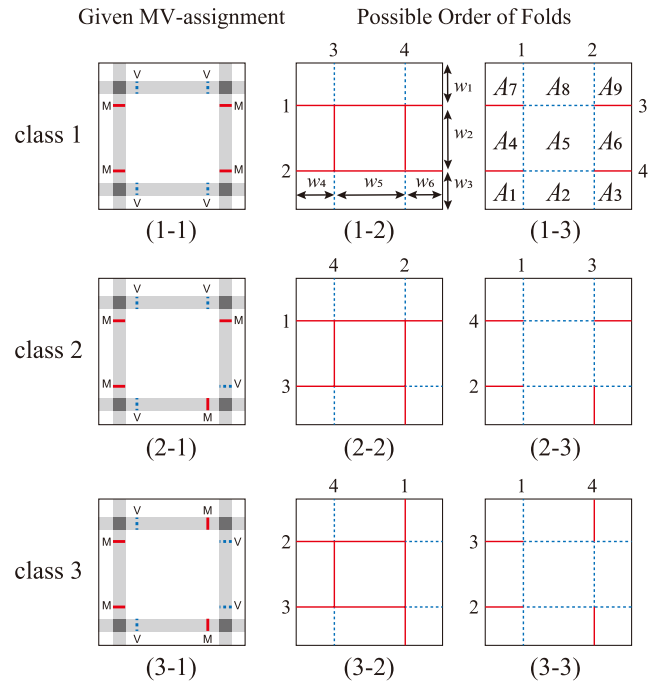 Given MV-assignment Possible Order of Folds
class 1
V V
M M
M M
V V
(1-1)
3 4
1
2
w1
w2
w3
w4 w5 w6
(1-2)
1 2
A7 A8 A9
3
A4 A5 A6
4
A1 A2 A3
(1-3)
class 2
V V
M M
M V
V M
(2-1)
4 2
1
3
(2-2)
1 3
4
2
(2-3)
class 3
V M
M V
M V
V M
(3-1)
4 1
2
3
(3-2)
1 4
3
2
(3-3)